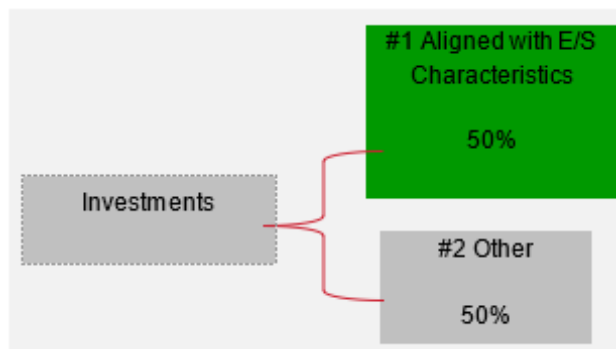 #1 Aligned with E/S
Characteristics
50%
Investments
#2 Other
50%